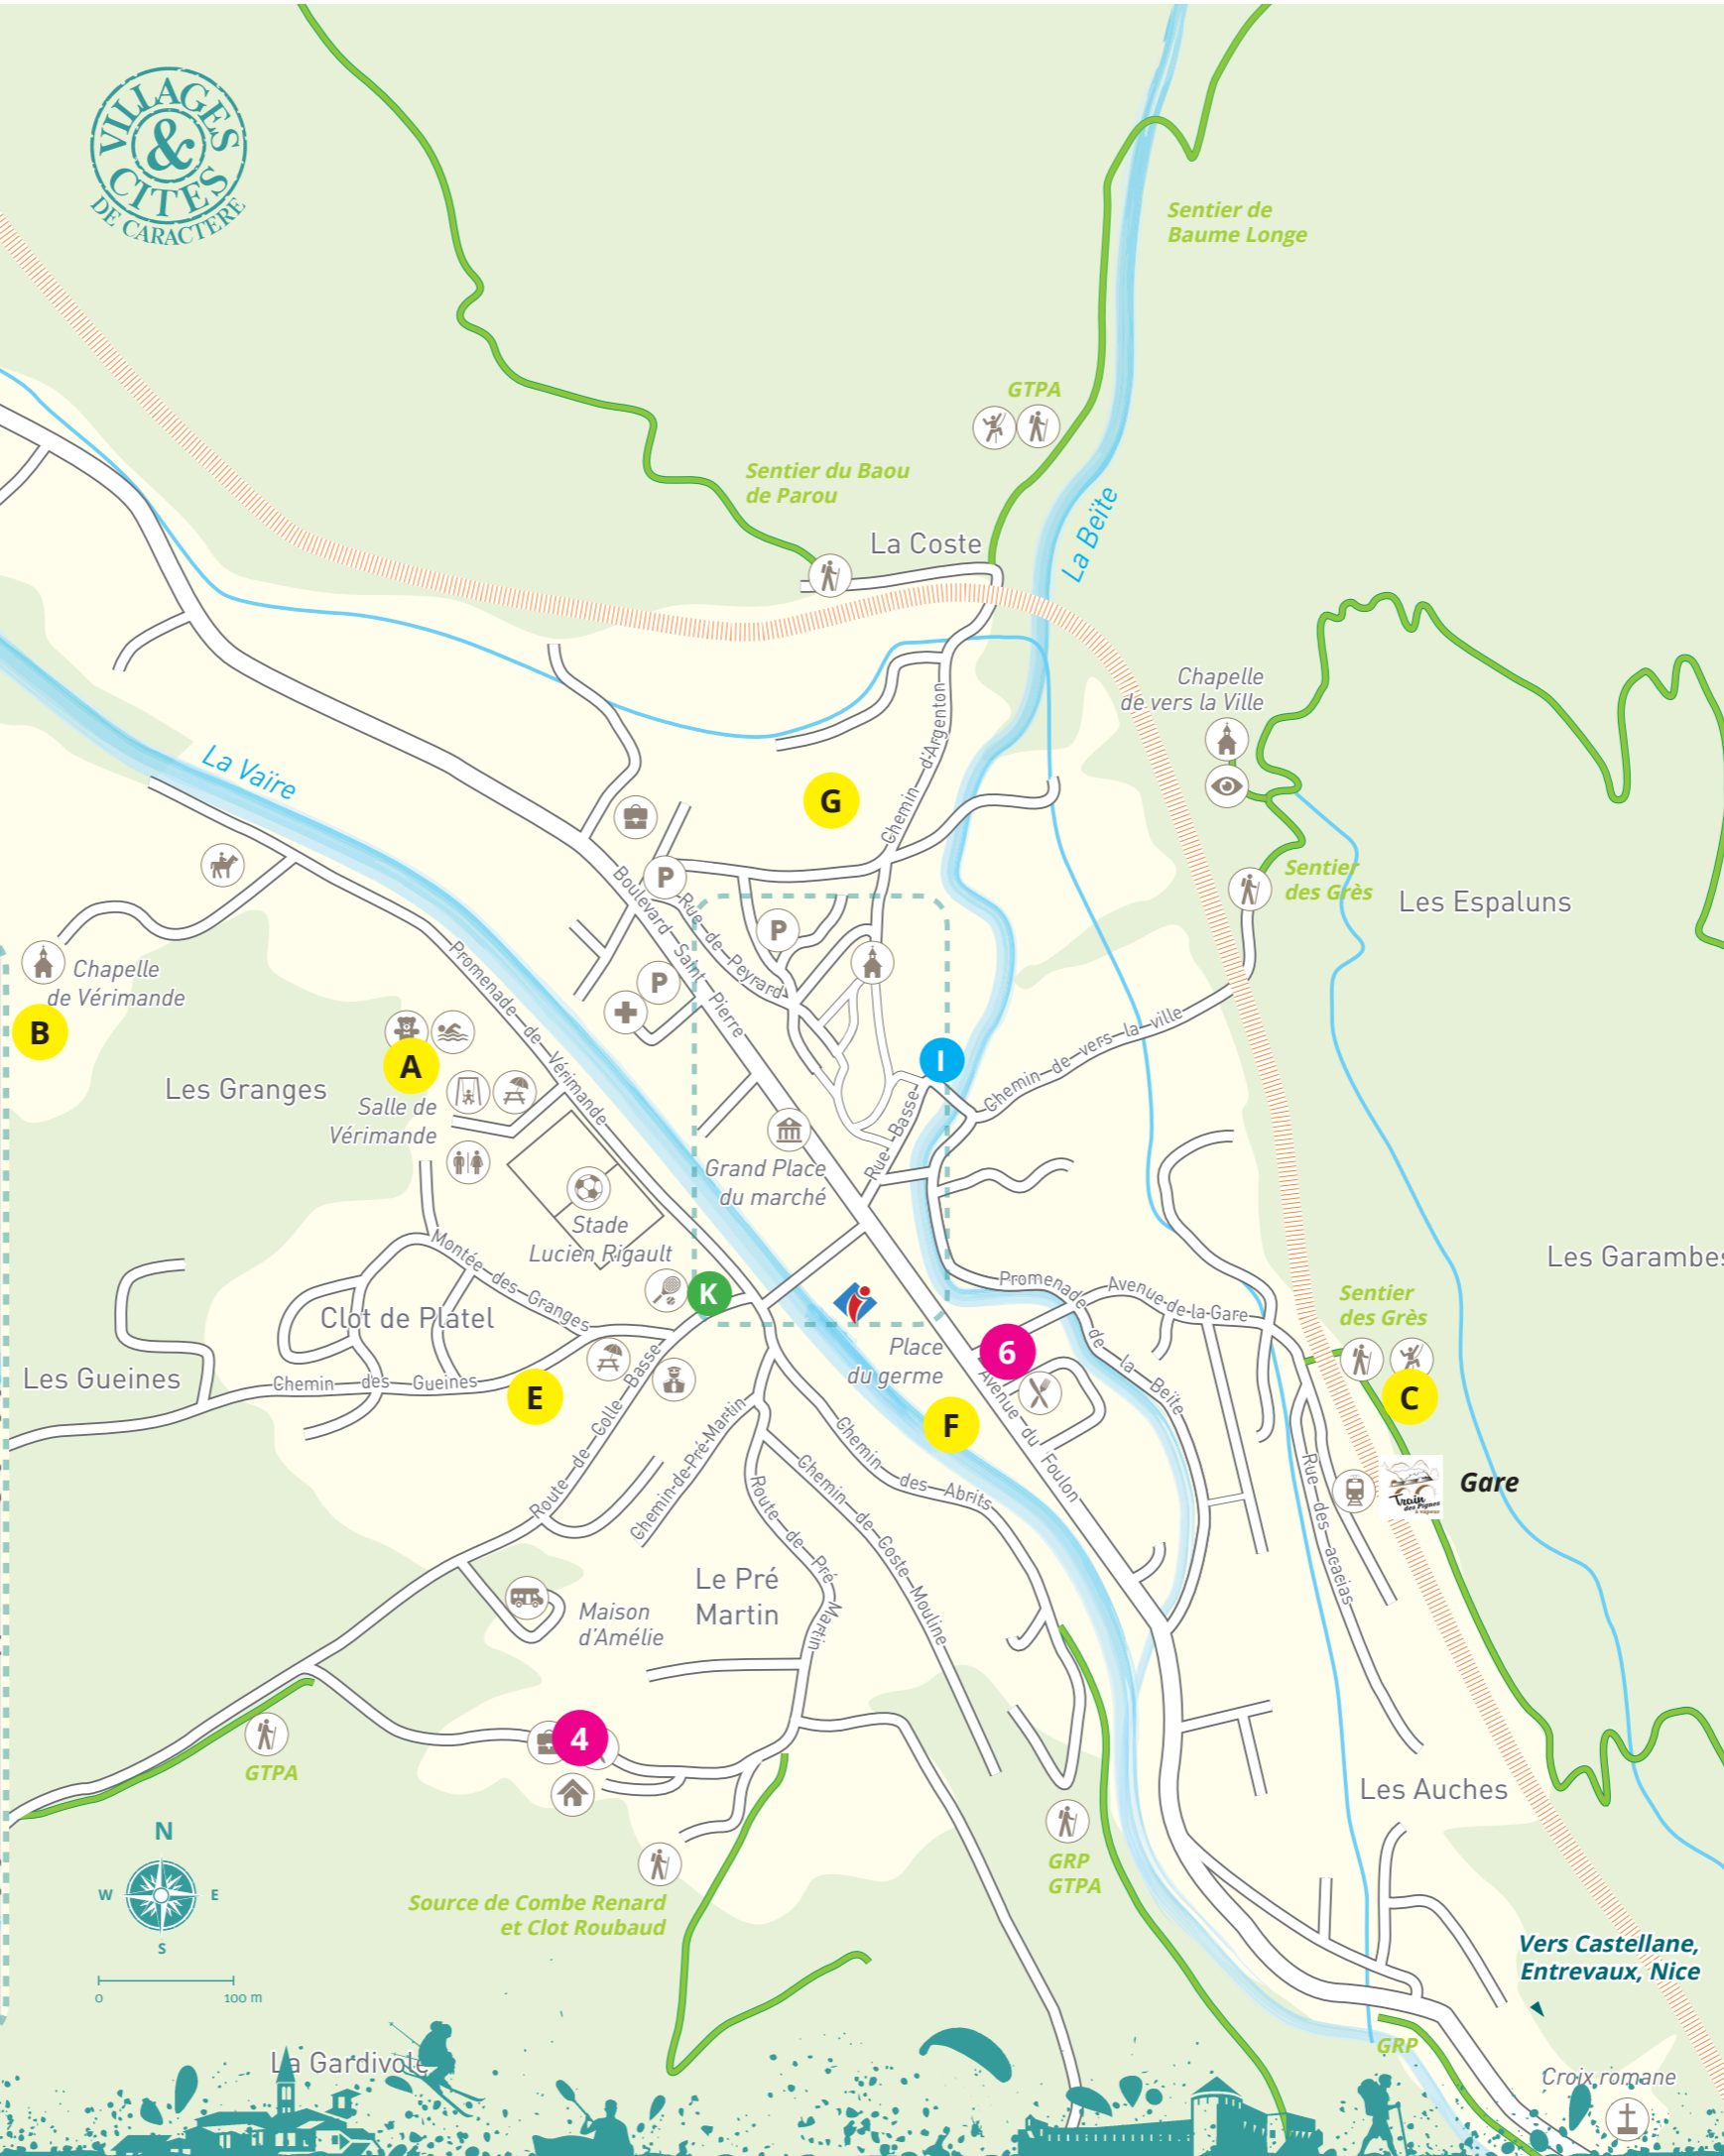 VILLAGES
&
CITES
DE CARACTERE
Sentier de
Baume Longe
GTPA
Sentier du Baou
de Parou
La Coste
La Beïte
Chapelle
de vers la Ville
La Vaïre
Chemin d'Argenton
G
P
Boulevard Saint Pierre
Rue de Peyrard
P
P
Sentier
des Grès
Les Espaluns
Chapelle
de Vérimande
B
Promenade de Vérimande
A
Les Granges
Salle de
Vérimande
I
Chemin de vers la ville
Rue Basse
Grand Place
du marché
Stade
Lucien Rigault
Montée des Granges
K
Clot de Platel
Les Gueines
Chemin des Gueines
E
Route de Colle Basse
Chemin de Pré Martin
Place
du germe
6
F
Promenade de la Beïte
Avenue de la Gare
Les Garambes
Sentier
des Grès
C
Avenue du Foulon
Chemin des Abrits
Chemin de Coste Mouline
Route de Pré Martin
Rue des acacias
Train
des Pignes
à vapeur
Gare
Le Pré
Martin
Maison
d'Amélie
4
GTPA
Les Auches
GRP
GTPA
Source de Combe Renard
et Clot Roubaud
N
W
E
S
0
100 m
Vers Castellane,
Entrevaux, Nice
GRP
La Gardivole
Croix romane